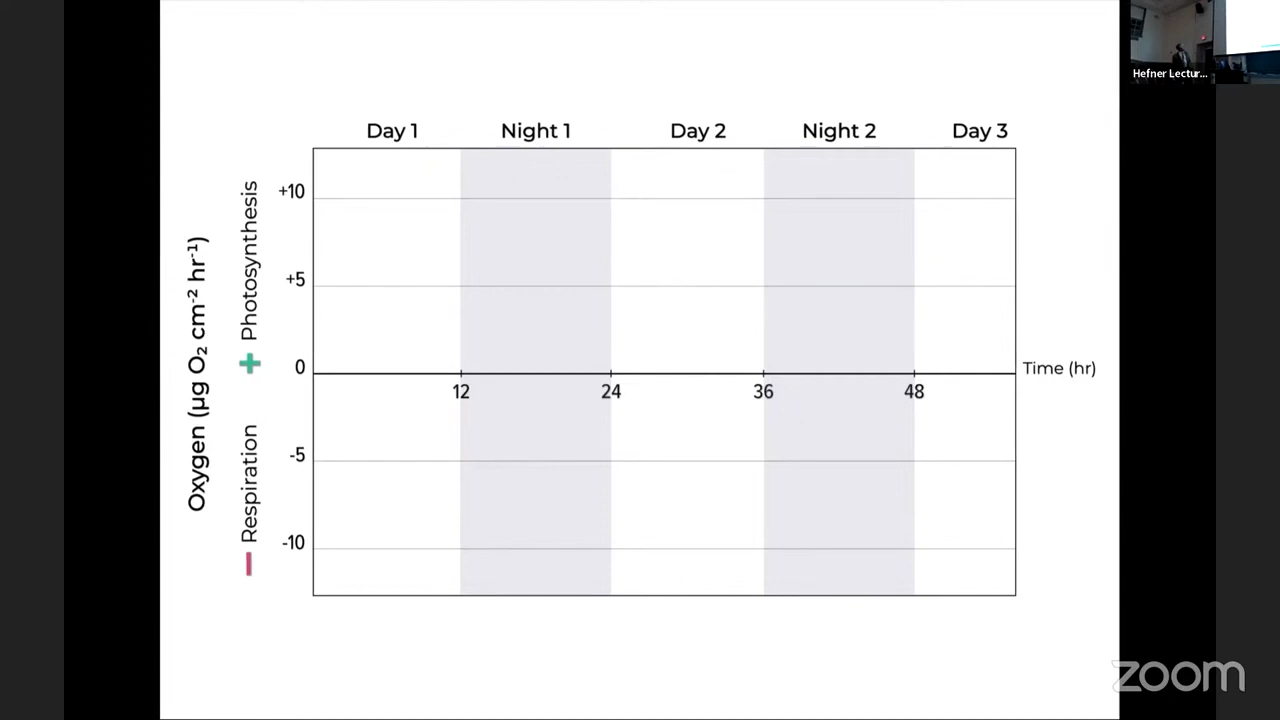 Hefner Lectur...
Day 1 Night 1 Day 2 Night 2 Day 3
Oxygen (µg O₂ cm⁻² hr⁻¹)
− Respiration + Photosynthesis
+10
+5
0
-5
-10
12 24 36 48
Time (hr)
zoom